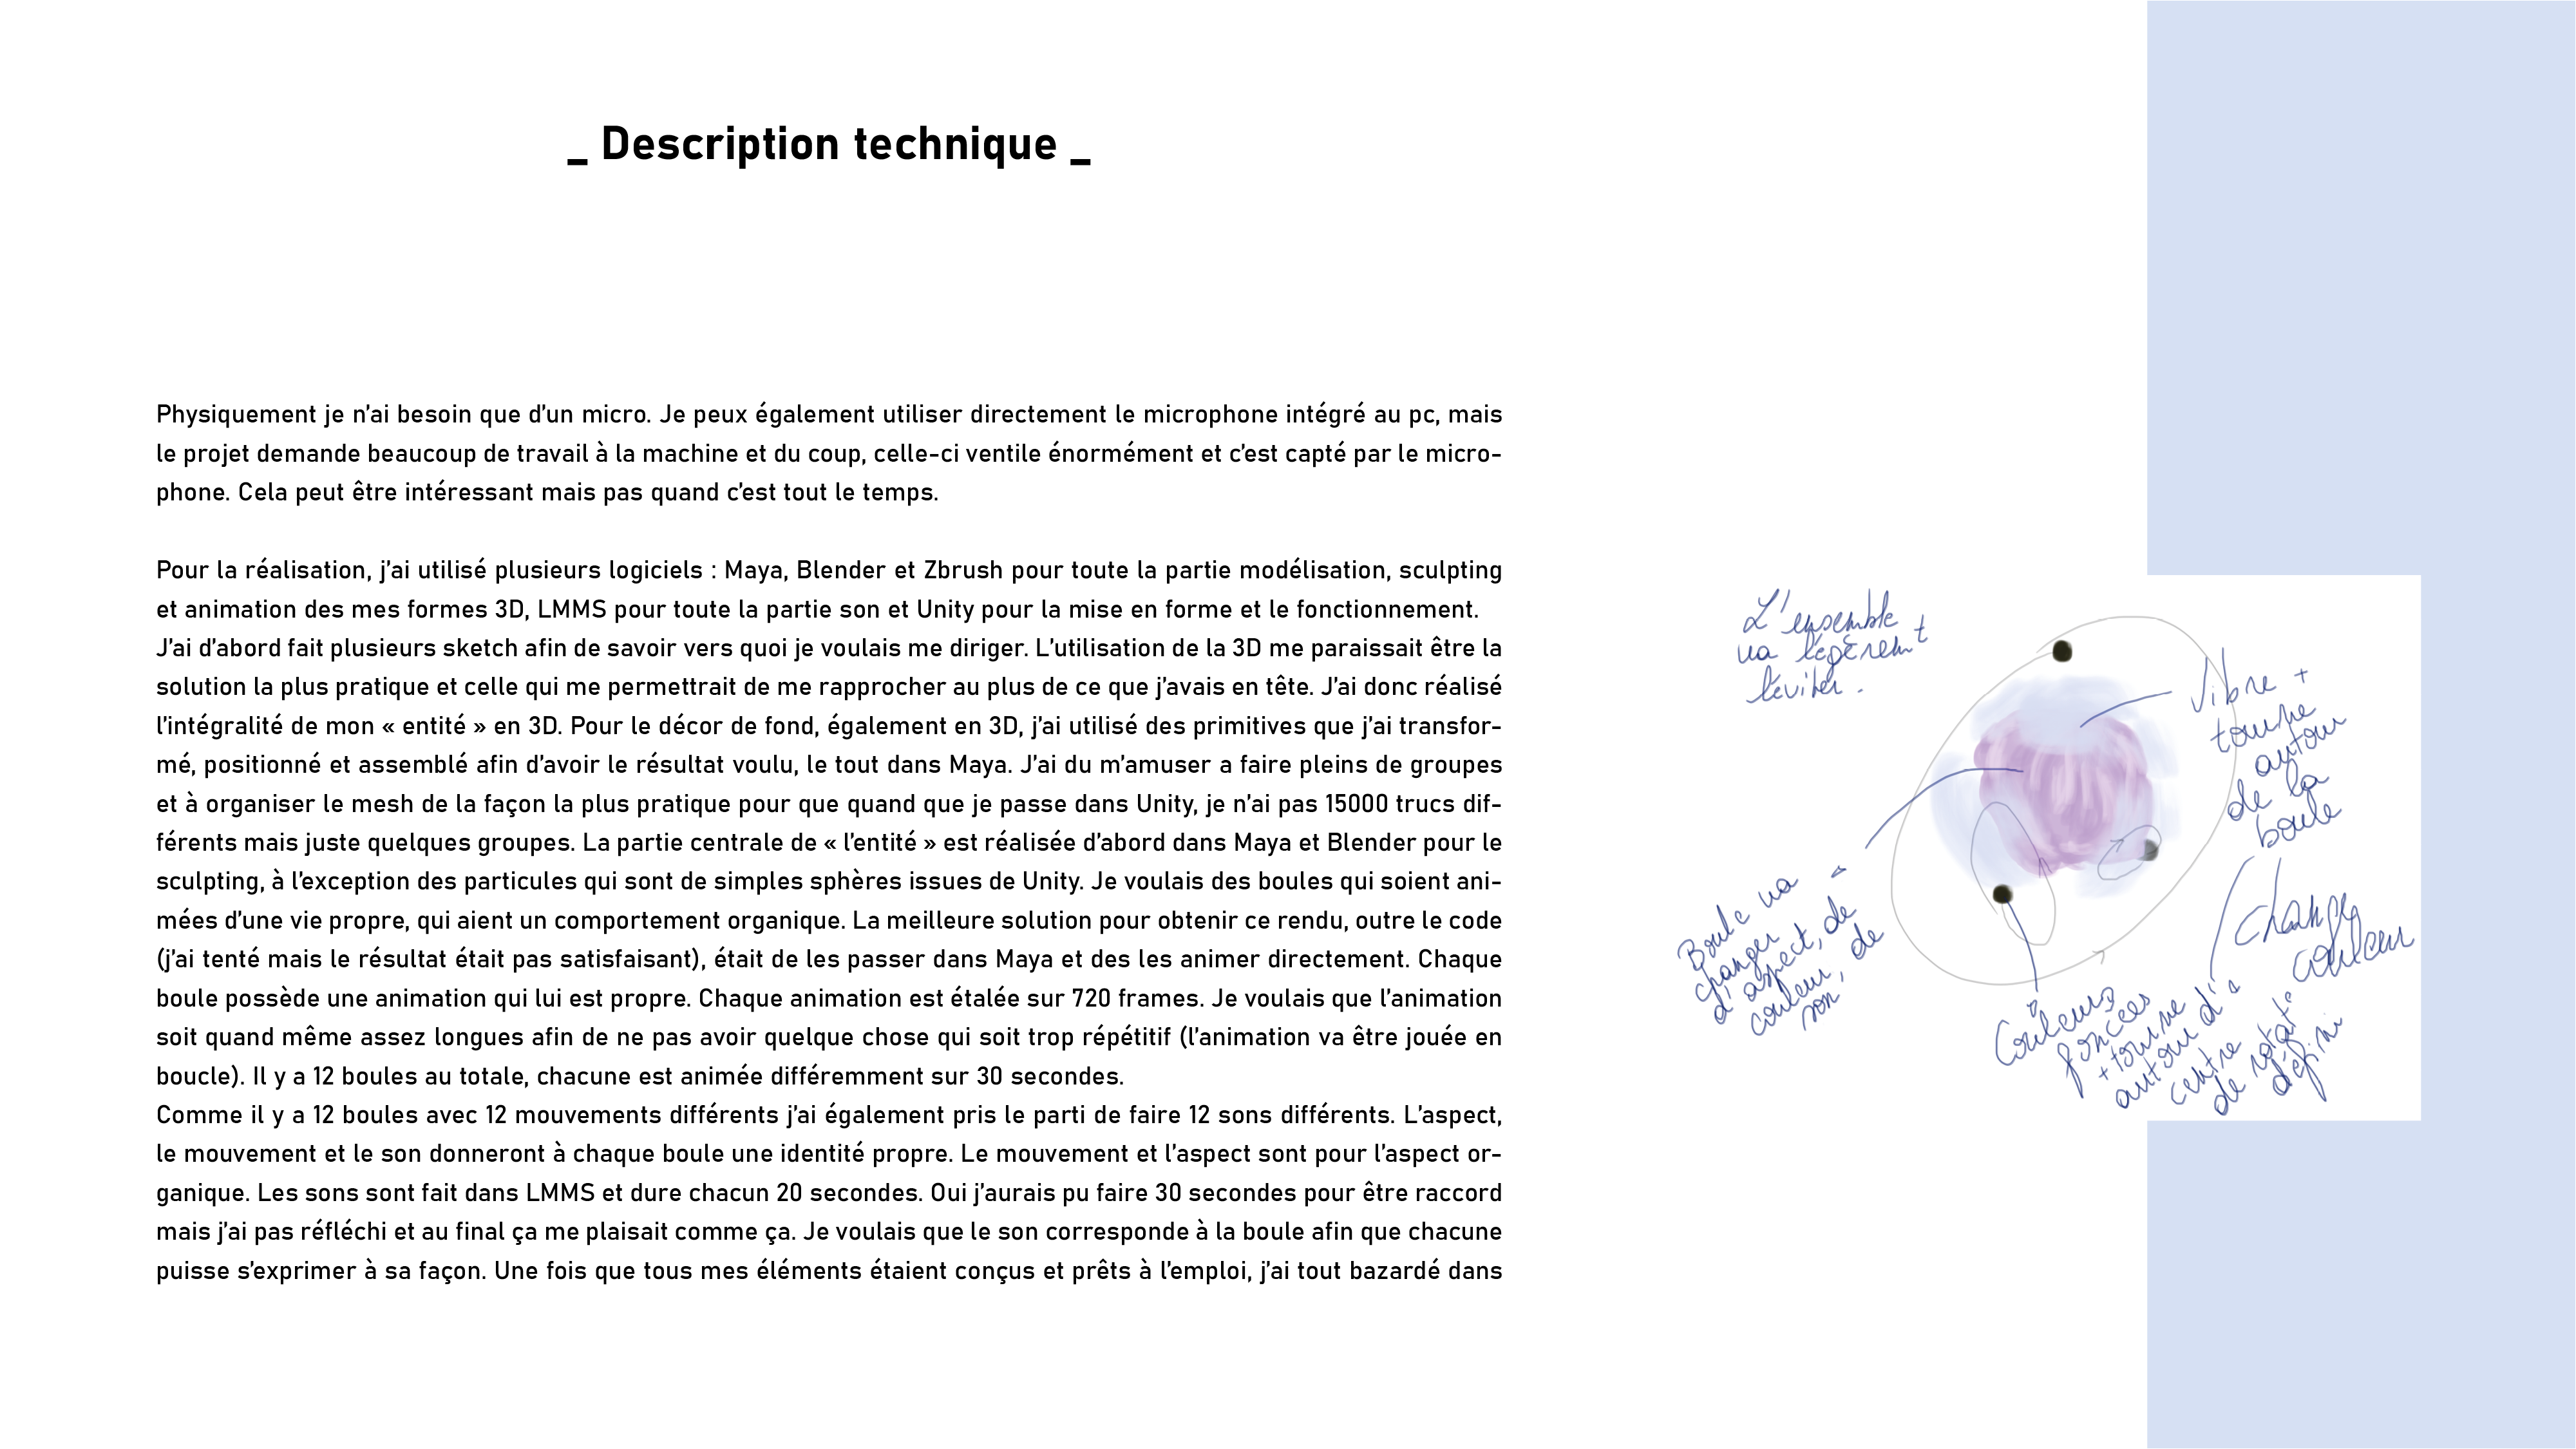 _ Description technique _
Physiquement je n'ai besoin que d'un micro. Je peux également utiliser directement le microphone intégré au pc, mais
le projet demande beaucoup de travail à la machine et du coup, celle-ci ventile énormément et c'est capté par le micro-
phone. Cela peut être intéressant mais pas quand c'est tout le temps.
Pour la réalisation, j'ai utilisé plusieurs logiciels : Maya, Blender et Zbrush pour toute la partie modélisation, sculpting
et animation des mes formes 3D, LMMS pour toute la partie son et Unity pour la mise en forme et le fonctionnement.
J'ai d'abord fait plusieurs sketch afin de savoir vers quoi je voulais me diriger. L'utilisation de la 3D me paraissait être la
solution la plus pratique et celle qui me permettrait de me rapprocher au plus de ce que j'avais en tête. J'ai donc réalisé
l'intégralité de mon « entité » en 3D. Pour le décor de fond, également en 3D, j'ai utilisé des primitives que j'ai transfor-
mé, positionné et assemblé afin d'avoir le résultat voulu, le tout dans Maya. J'ai du m'amuser a faire pleins de groupes
et à organiser le mesh de la façon la plus pratique pour que quand que je passe dans Unity, je n'ai pas 15000 trucs dif-
férents mais juste quelques groupes. La partie centrale de « l'entité » est réalisée d'abord dans Maya et Blender pour le
sculpting, à l'exception des particules qui sont de simples sphères issues de Unity. Je voulais des boules qui soient ani-
mées d'une vie propre, qui aient un comportement organique. La meilleure solution pour obtenir ce rendu, outre le code
(j'ai tenté mais le résultat était pas satisfaisant), était de les passer dans Maya et des les animer directement. Chaque
boule possède une animation qui lui est propre. Chaque animation est étalée sur 720 frames. Je voulais que l'animation
soit quand même assez longues afin de ne pas avoir quelque chose qui soit trop répétitif (l'animation va être jouée en
boucle). Il y a 12 boules au totale, chacune est animée différemment sur 30 secondes.
Comme il y a 12 boules avec 12 mouvements différents j'ai également pris le parti de faire 12 sons différents. L'aspect,
le mouvement et le son donneront à chaque boule une identité propre. Le mouvement et l'aspect sont pour l'aspect or-
ganique. Les sons sont fait dans LMMS et dure chacun 20 secondes. Oui j'aurais pu faire 30 secondes pour être raccord
mais j'ai pas réfléchi et au final ça me plaisait comme ça. Je voulais que le son corresponde à la boule afin que chacune
puisse s'exprimer à sa façon. Une fois que tous mes éléments étaient conçus et prêts à l'emploi, j'ai tout bazardé dans
L'ensemble
va légèremt
léviter.
Vibre +
tourne
autour
de la
boule
Boule va
changer
d'aspect, de
couleur, de
son,
Change
couleur
Couleurs
foncées
+ tourne
autour d'
centre
de rotat°
défini